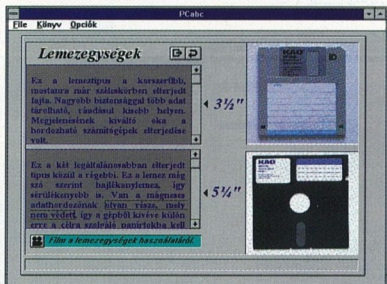 PCabc
File Könyv Opciók
Lemezegységek
Ez a lemeztípus a korszerűbb,
mostanra már széleskörben elterjedt
fajta. Nagyobb biztonsággal több adat
tárolható, ráadásul kisebb helyen.
Megjelenésének kiváltó oka a
hordozható számítógépek elterjedése
volt.
3½"
Ez a két legáltalánosabban elterjedt
típus közül a régebbi. Ez a lemez még
szó szerint hajlékonylemez, így
sérülékenyebb is. Van a mágneses
adathordozónak olyan része, mely
nem védett, így a gépből kivéve külön
erre a célra szolgáló papírtokba kell
5¼"
Film a lemezegységek használatáról.
KAO
KAO